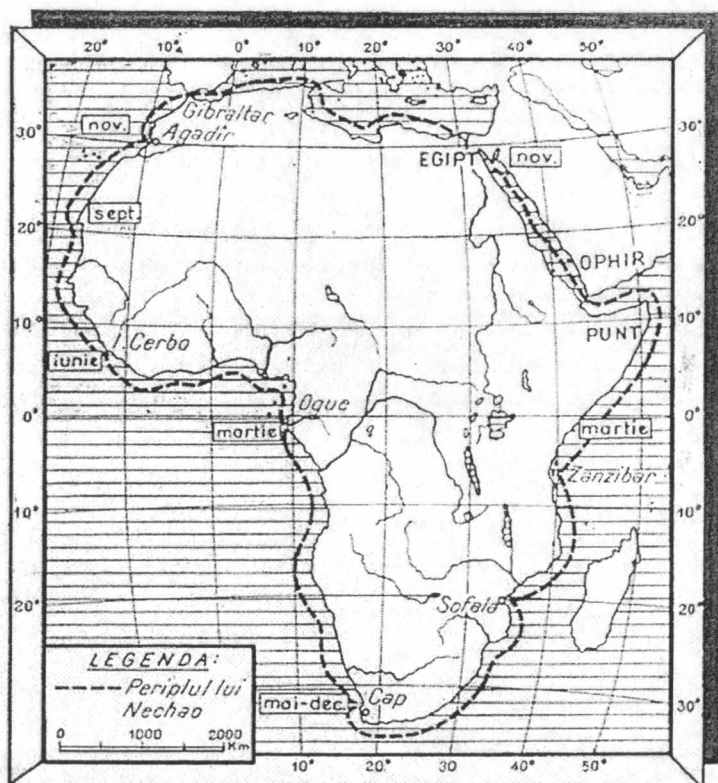 20° 10° 0° 10° 20° 30° 40° 50°
Gibraltar
nov.
Agadir
30°
30°
EGIPT
nov.
sept.
20°
20°
OPHIR
10°
10°
I. Cerbo
PUNT
iunie
Ogue
0°
0°
martie
martie
Zanzibar
10°
10°
20°
Sofala
20°
LEGENDA:
Periplul lui
Nechao
0 1000 2000
Km
mai-dec.
Cap
30°
10° 20° 30° 40° 50°